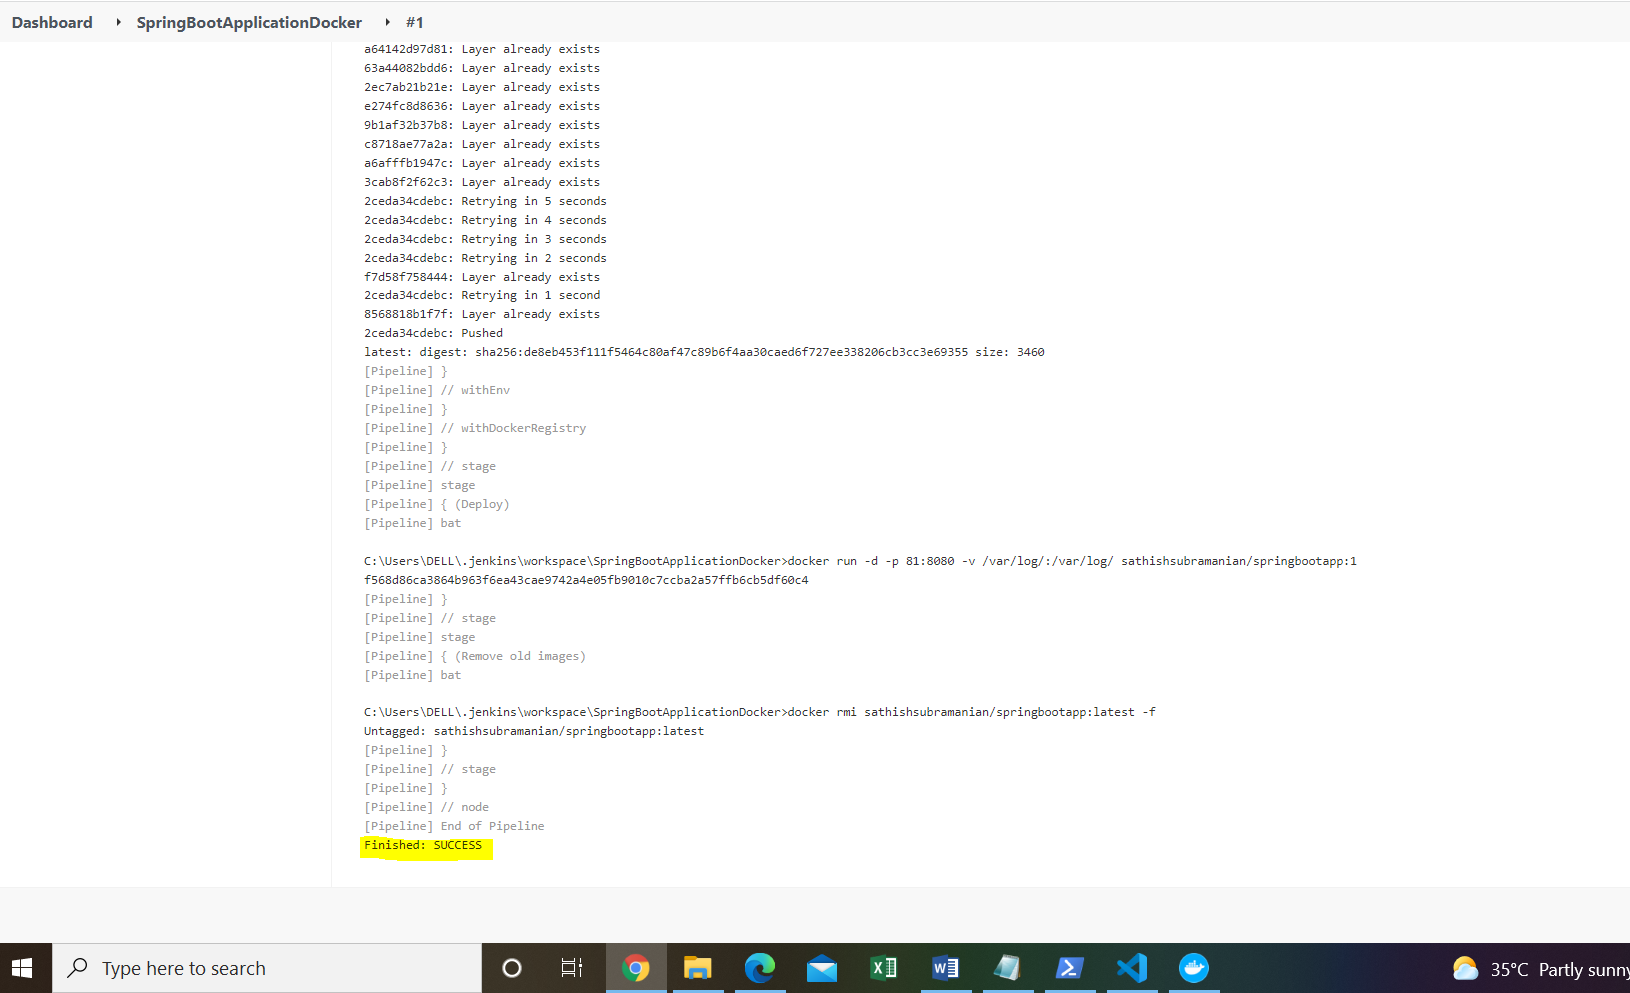 Dashboard SpringBootApplicationDocker #1
a64142d97d81: Layer already exists
63a44082bdd6: Layer already exists
2ec7ab21b21e: Layer already exists
e274fc8d8636: Layer already exists
9b1af32b37b8: Layer already exists
c8718ae77a2a: Layer already exists
a6afffb1947c: Layer already exists
3cab8f2f62c3: Layer already exists
2ceda34cdebc: Retrying in 5 seconds
2ceda34cdebc: Retrying in 4 seconds
2ceda34cdebc: Retrying in 3 seconds
2ceda34cdebc: Retrying in 2 seconds
f7d58f758444: Layer already exists
2ceda34cdebc: Retrying in 1 second
8568818b1f7f: Layer already exists
2ceda34cdebc: Pushed
latest: digest: sha256:de8eb453f111f5464c80af47c89b6f4aa30caed6f727ee338206cb3cc3e69355 size: 3460
[Pipeline] }
[Pipeline] // withEnv
[Pipeline] }
[Pipeline] // withDockerRegistry
[Pipeline] }
[Pipeline] // stage
[Pipeline] stage
[Pipeline] { (Deploy)
[Pipeline] bat
C:\Users\DELL\.jenkins\workspace\SpringBootApplicationDocker>docker run -d -p 81:8080 -v /var/log/:/var/log/ sathishsubramanian/springbootapp:1
f568d86ca3864b963f6ea43cae9742a4e05fb9010c7ccba2a57ffb6cb5df60c4
[Pipeline] }
[Pipeline] // stage
[Pipeline] stage
[Pipeline] { (Remove old images)
[Pipeline] bat
C:\Users\DELL\.jenkins\workspace\SpringBootApplicationDocker>docker rmi sathishsubramanian/springbootapp:latest -f
Untagged: sathishsubramanian/springbootapp:latest
[Pipeline] }
[Pipeline] // stage
[Pipeline] }
[Pipeline] // node
[Pipeline] End of Pipeline
Finished: SUCCESS
Type here to search 35°C Partly sunny